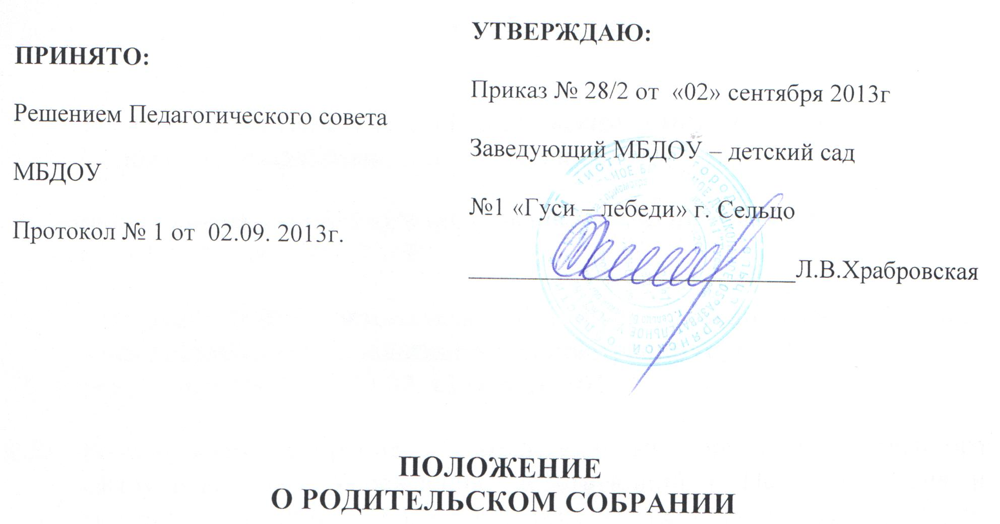 ПРИНЯТО:
Решением Педагогического совета
МБДОУ
Протокол № 1 от 02.09. 2013г.
УТВЕРЖДАЮ:
Приказ № 28/2 от «02» сентября 2013г
Заведующий МБДОУ – детский сад
№1 «Гуси – лебеди» г. Сельцо
Л.В.Храбровская
ПОЛОЖЕНИЕ
О РОДИТЕЛЬСКОМ СОБРАНИИ